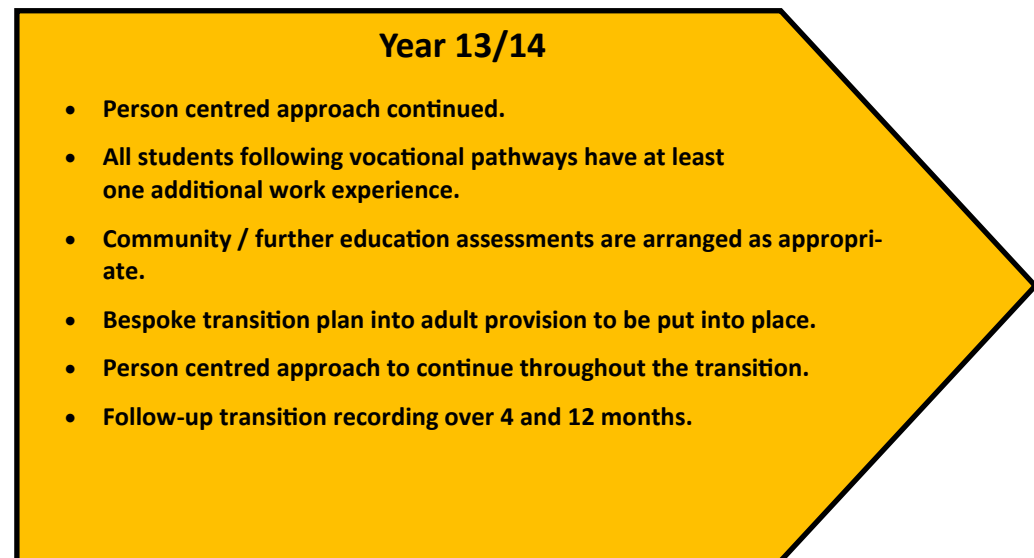 Year 13/14
• Person centred approach continued.
• All students following vocational pathways have at least
one additional work experience.
• Community / further education assessments are arranged as appropri-
ate.
• Bespoke transition plan into adult provision to be put into place.
• Person centred approach to continue throughout the transition.
• Follow-up transition recording over 4 and 12 months.